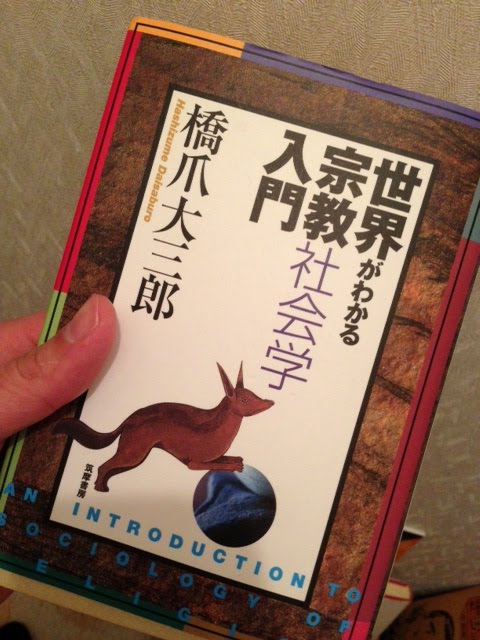 世界がわかる
宗教社会学
入門
橋爪大三郎
Hashizume Daisaburo
筑摩書房
AN INTRODUCTION TO
SOCIOLOGY OF
ELIGI